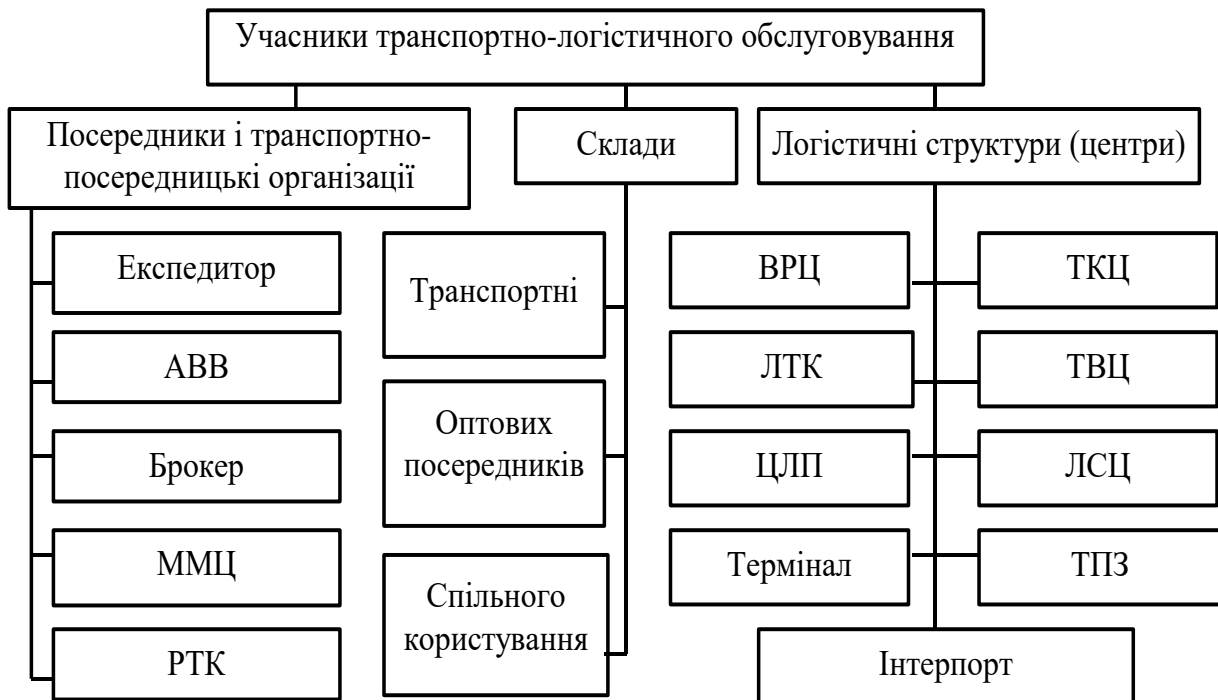 Учасники транспортно-логістичного обслуговування
Посередники і транспортно-
посередницькі організації
Склади
Логістичні структури (центри)
Експедитор
АВВ
Брокер
ММЦ
РТК
Транспортні
Оптових
посередників
Спільного
користування
ВРЦ
ТКЦ
ЛТК
ТВЦ
ЦЛП
ЛСЦ
Термінал
ТПЗ
Інтерпорт